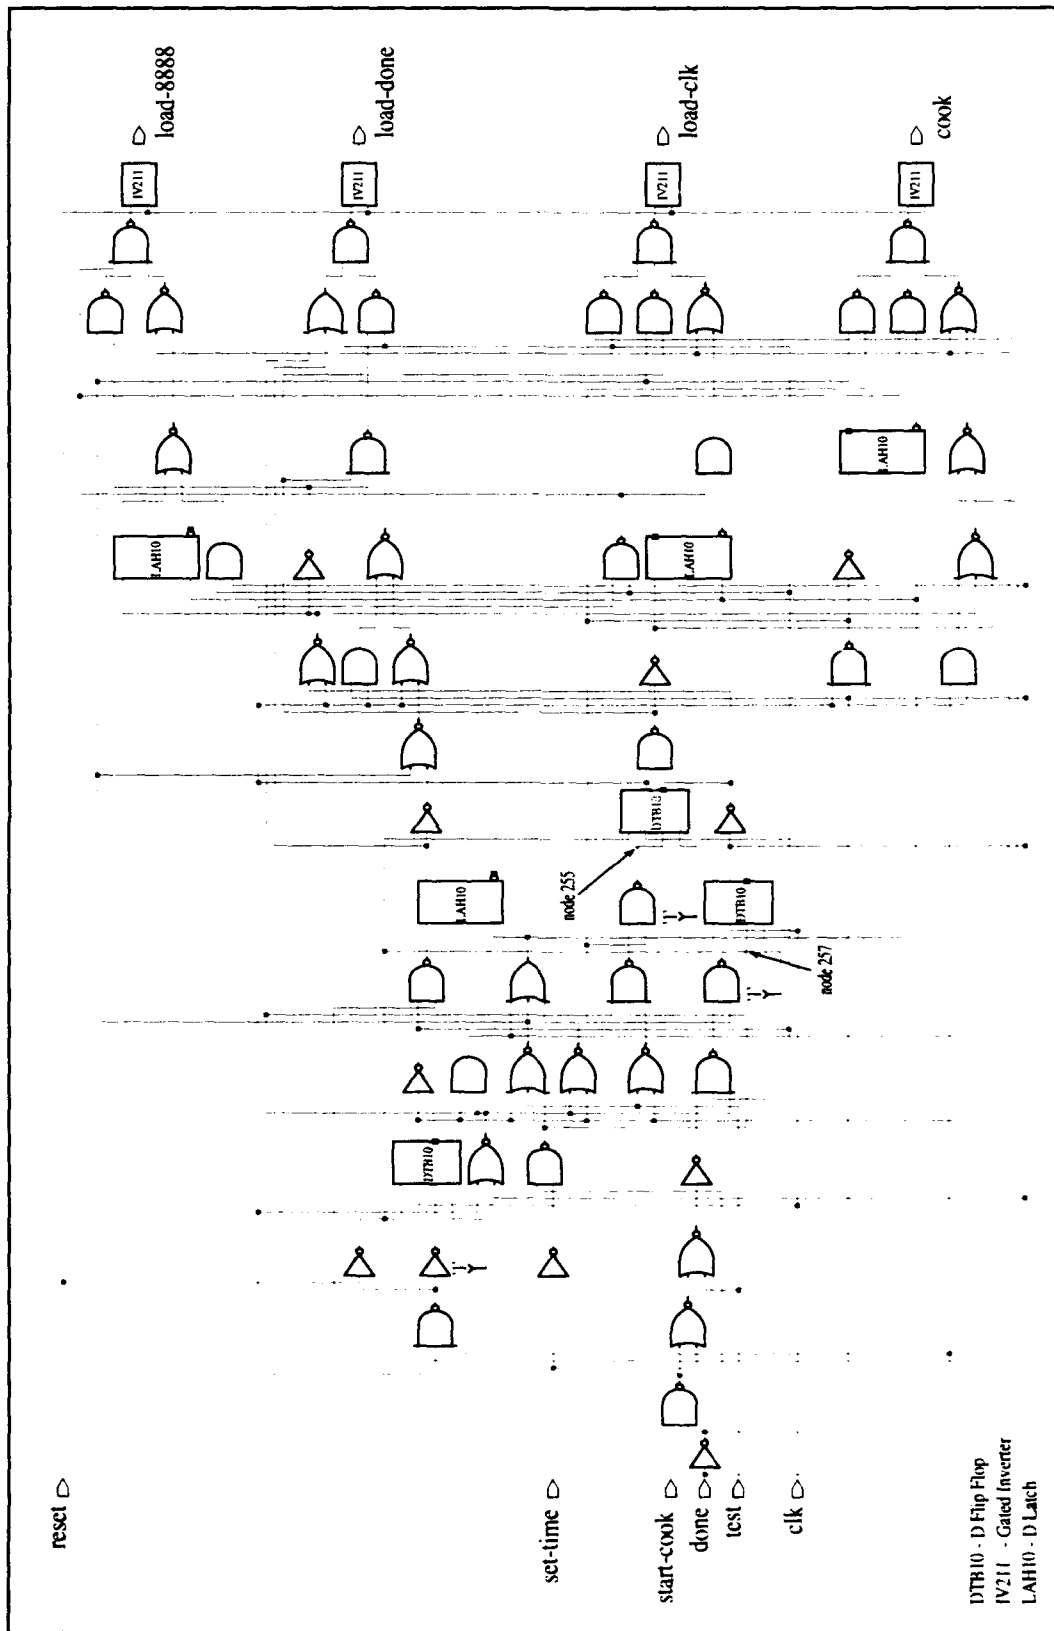 reset
set-time
start-cook
done
test
clk
DTB10
node 257
LAH10
DTB10
node 255
DTB10
LAH10
LAH10
LAH10
IV211
IV211
IV211
IV211
load-8888
load-done
load-clk
cook
DTB10 - D Flip Flop
IV211 - Gated Inverter
LAH10 - D Latch